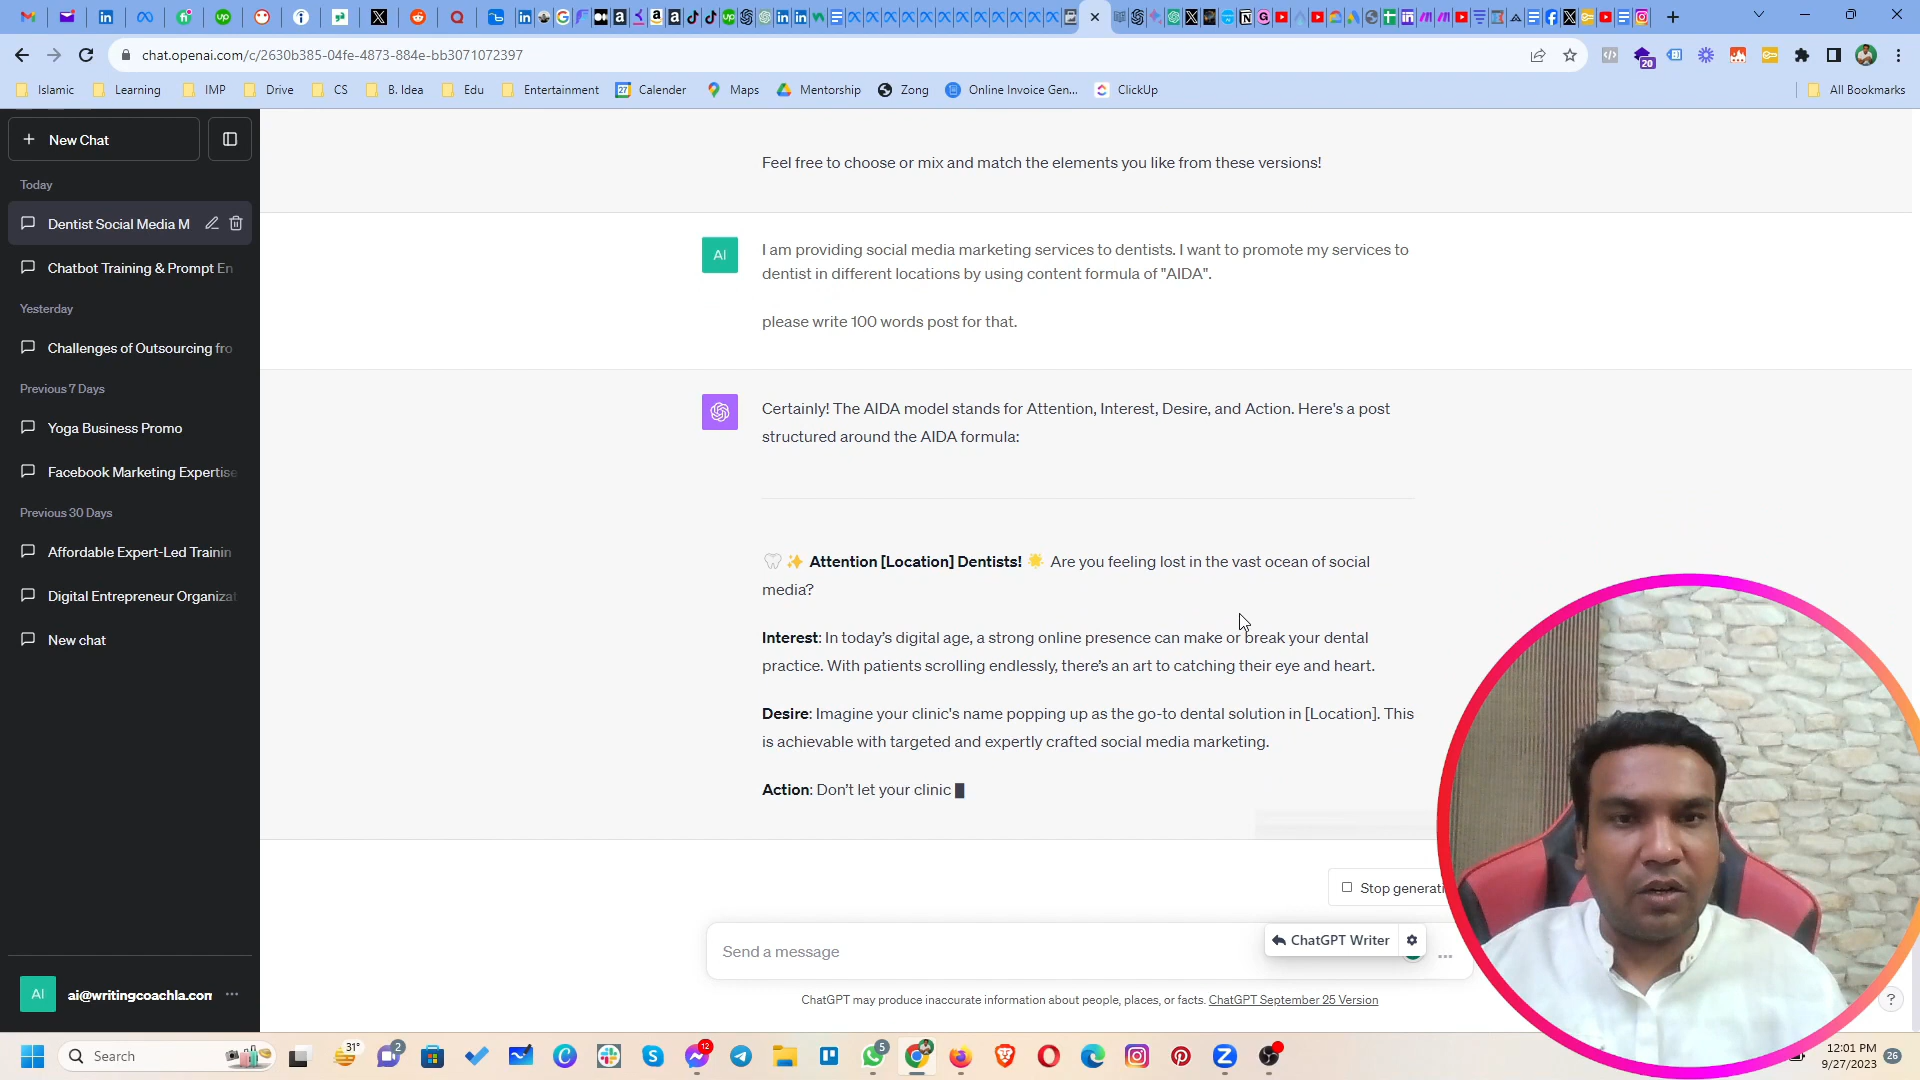 chat.openai.com/c/2630b385-04fe-4873-884e-bb3071072397
20
Islamic Learning IMP Drive CS B. Idea Edu Entertainment 27 Calender Maps Mentorship Zong Online Invoice Gen... ClickUp All Bookmarks
+ New Chat
Today
Dentist Social Media M
Chatbot Training & Prompt En
Yesterday
Challenges of Outsourcing fro
Previous 7 Days
Yoga Business Promo
Facebook Marketing Expertise
Previous 30 Days
Affordable Expert-Led Trainin
Digital Entrepreneur Organiza
New chat
AI ai@writingcoachla.com ...
Feel free to choose or mix and match the elements you like from these versions!
AI
I am providing social media marketing services to dentists. I want to promote my services to
dentist in different locations by using content formula of "AIDA".
please write 100 words post for that.
Certainly! The AIDA model stands for Attention, Interest, Desire, and Action. Here's a post
structured around the AIDA formula:
🦷✨ Attention [Location] Dentists! 🌟 Are you feeling lost in the vast ocean of social
media?
Interest: In today's digital age, a strong online presence can make or break your dental
practice. With patients scrolling endlessly, there's an art to catching their eye and heart.
Desire: Imagine your clinic's name popping up as the go-to dental solution in [Location]. This
is achievable with targeted and expertly crafted social media marketing.
Action: Don't let your clinic
Stop generati
Send a message
ChatGPT Writer
...
ChatGPT may produce inaccurate information about people, places, or facts. ChatGPT September 25 Version
?
Search
31°
2
12
5
12:01 PM
9/27/2023
26